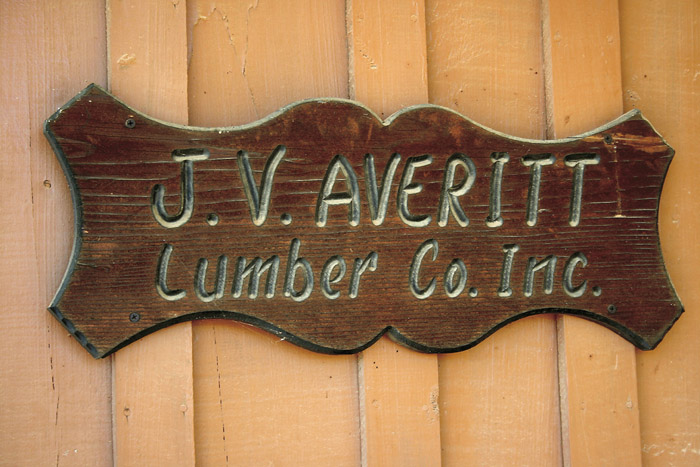 J. V. AVERITT
Lumber Co. Inc.